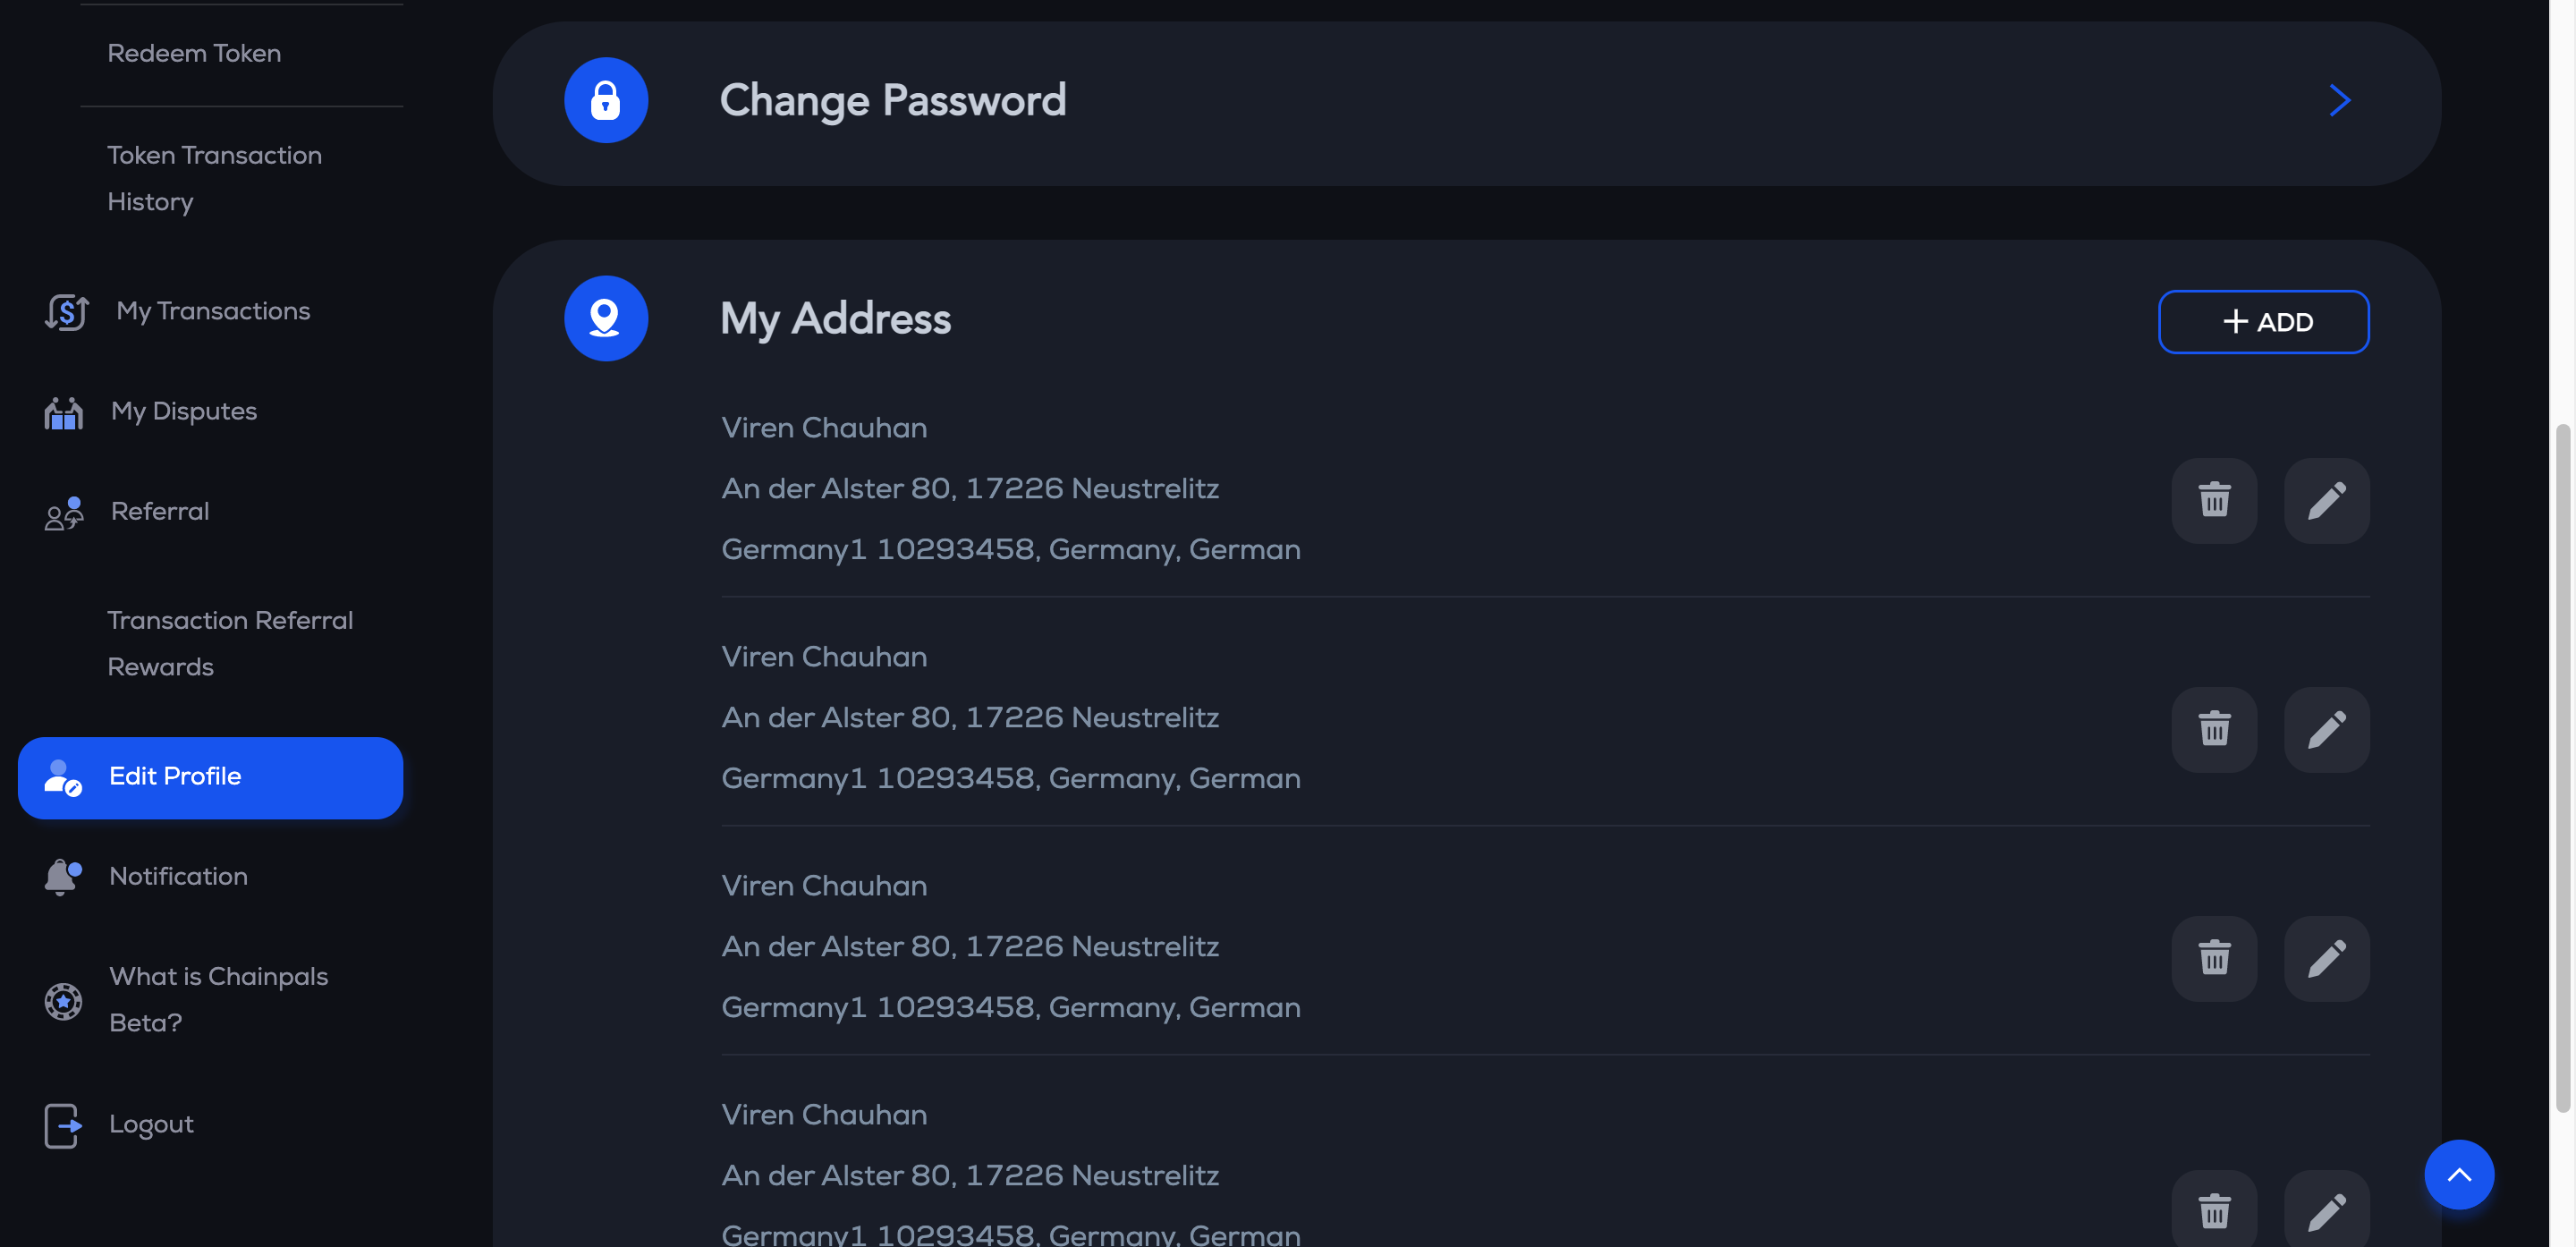 Redeem Token
Token Transaction
History
My Transactions
My Disputes
Referral
Transaction Referral
Rewards
Edit Profile
Notification
What is Chainpals
Beta?
Logout
Change Password
My Address
+ ADD
Viren Chauhan
An der Alster 80, 17226 Neustrelitz
Germany1 10293458, Germany, German
Viren Chauhan
An der Alster 80, 17226 Neustrelitz
Germany1 10293458, Germany, German
Viren Chauhan
An der Alster 80, 17226 Neustrelitz
Germany1 10293458, Germany, German
Viren Chauhan
An der Alster 80, 17226 Neustrelitz
Germany1 10293458, Germany, German